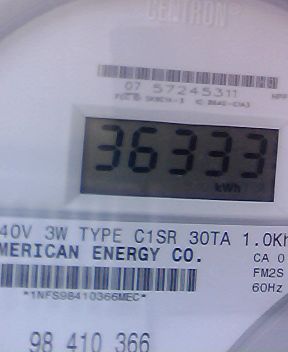 CENTRON®
07 57245311
36333
kWh
40V 3W TYPE C1SR 30TA 1.0Kh
MERICAN ENERGY CO.
CA 0
FM2S
60Hz
*1NFS98410366MEC*
98 410 366